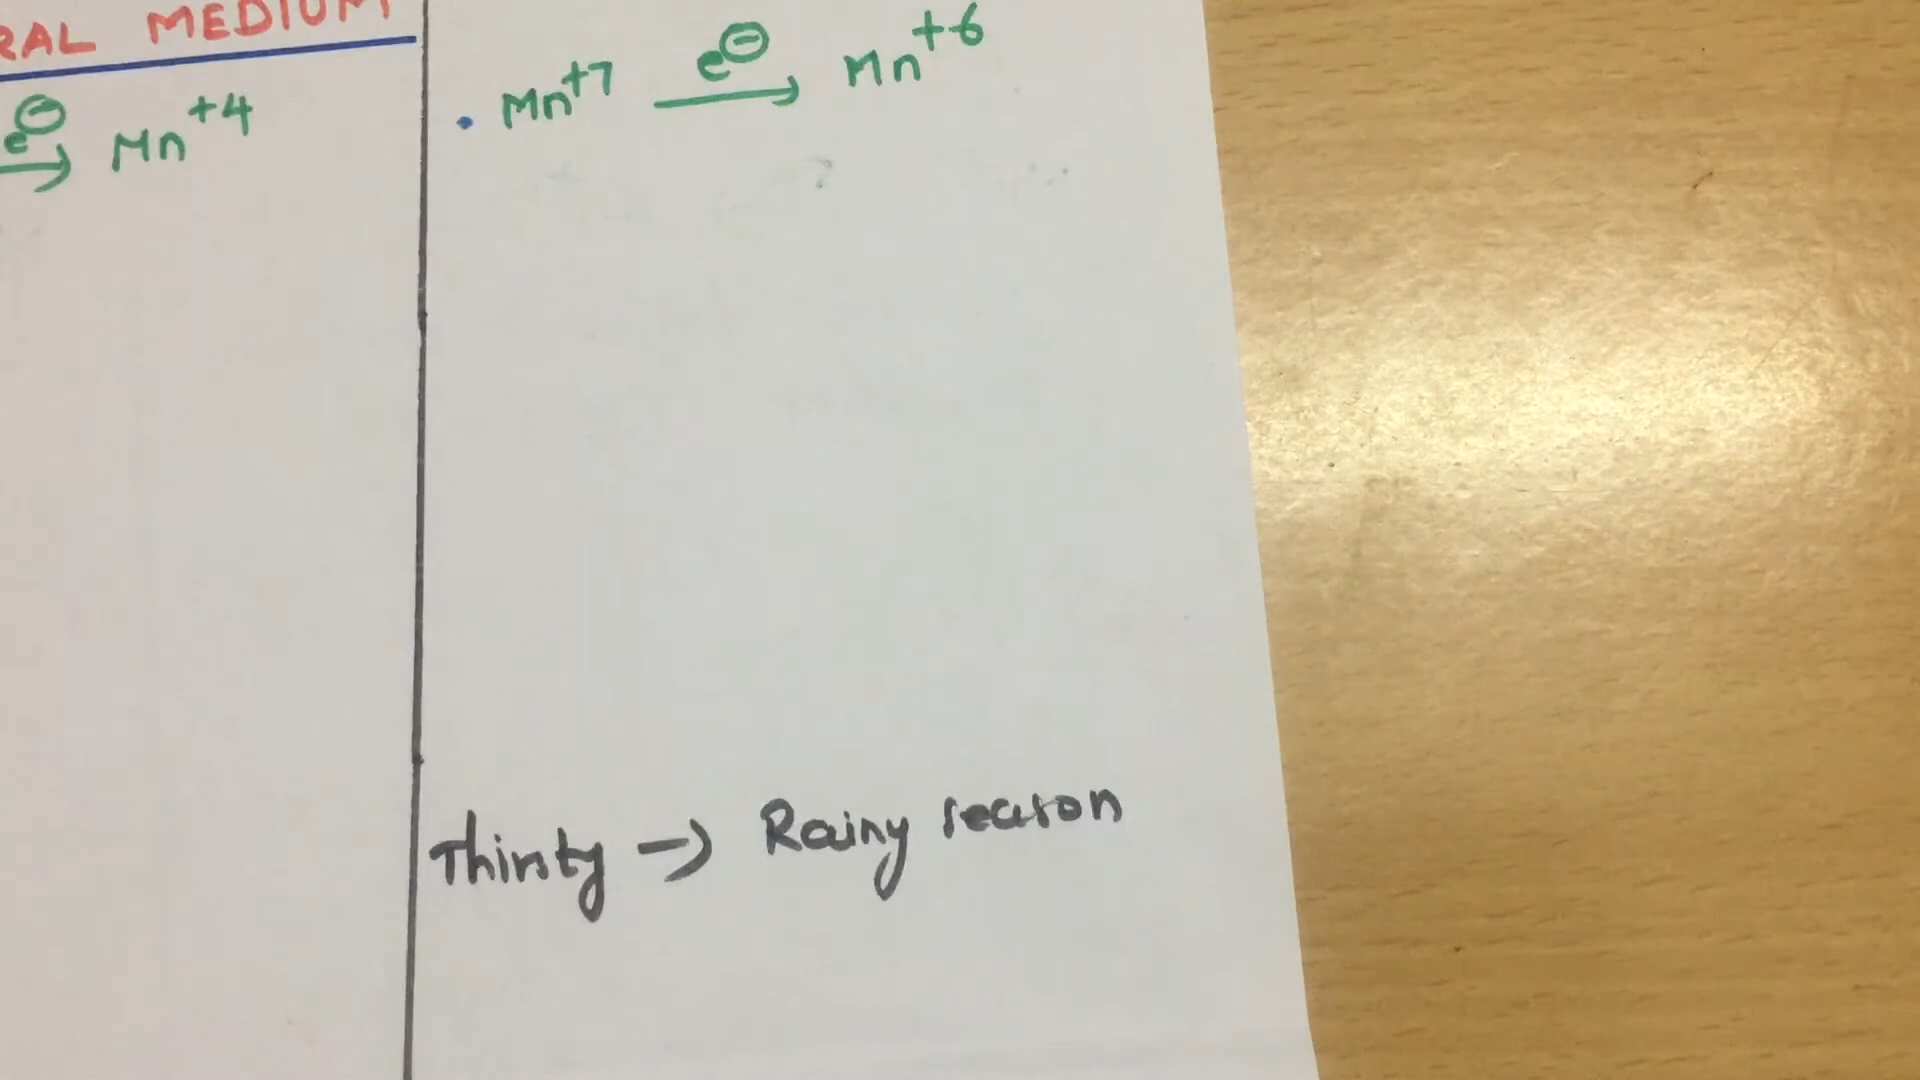 RAL MEDIUM
e⊖ → Mn+4
• Mn+7 e⊖ → Mn+6
Thirsty → Rainy season